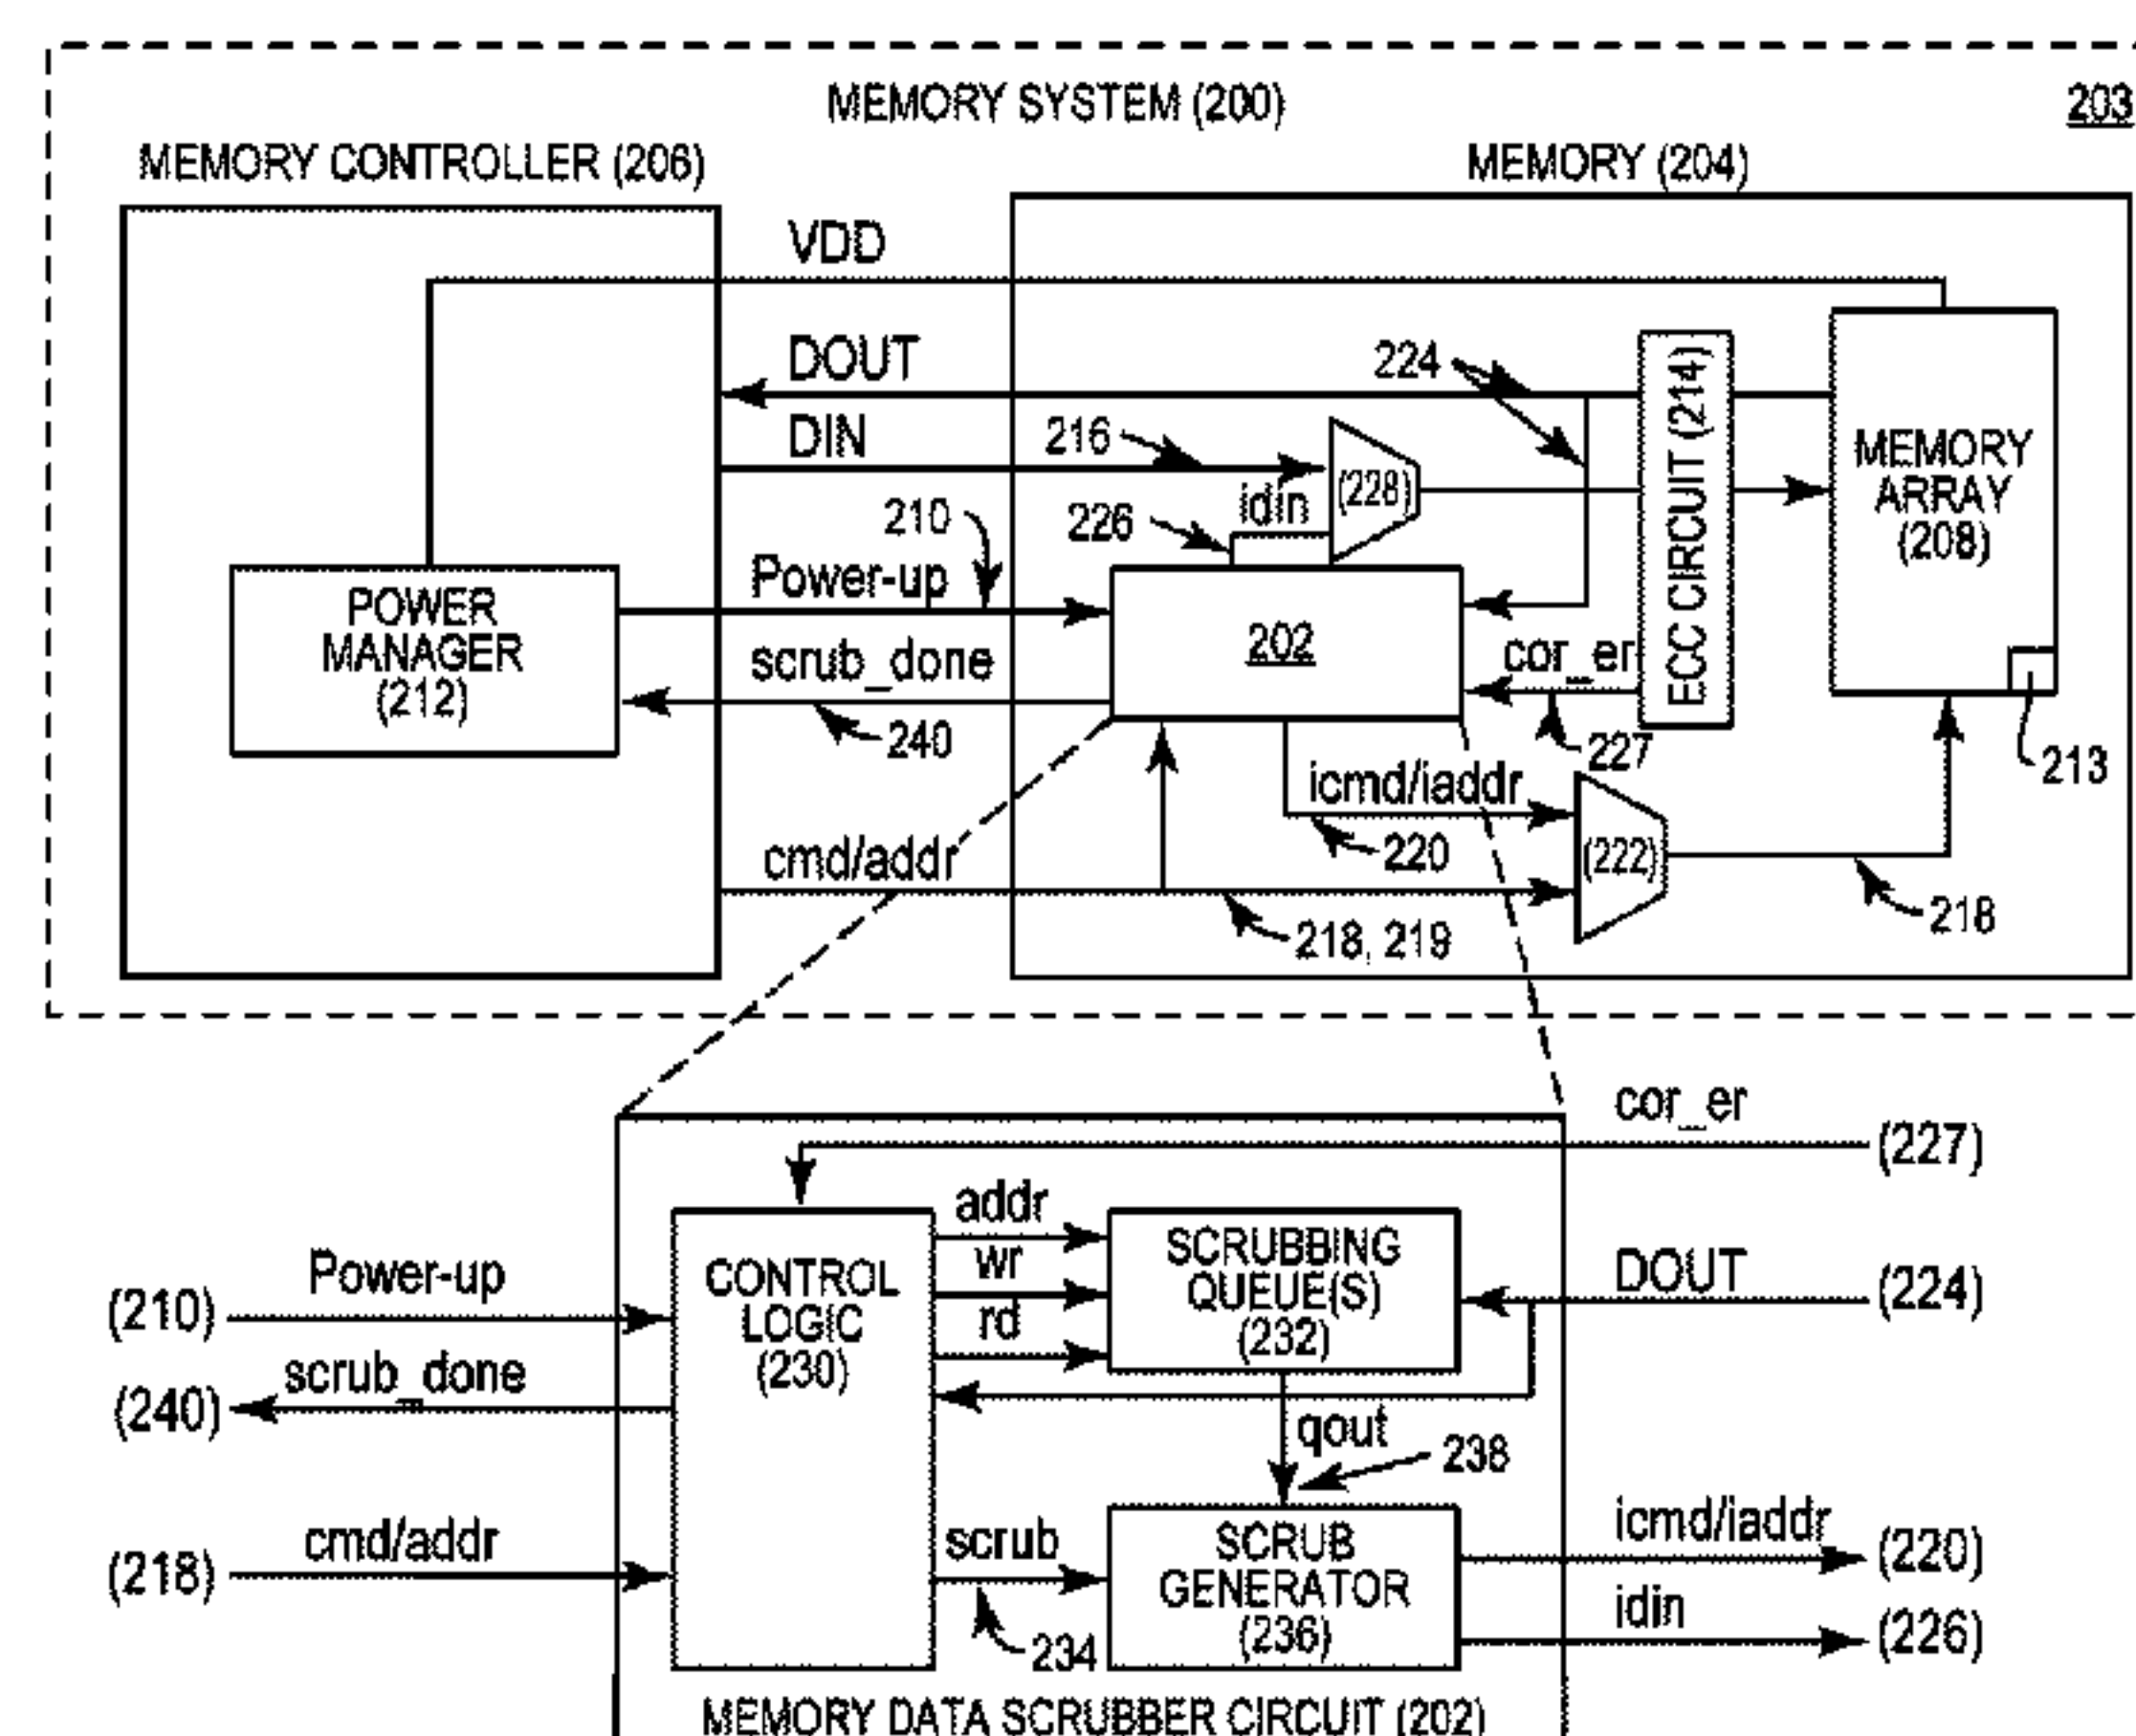 MEMORY SYSTEM (200)
203
MEMORY CONTROLLER (206)
MEMORY (204)
VDD
DOUT
224
DIN
216
(228)
ECC CIRCUIT (214)
MEMORY
ARRAY
(208)
idin
210
226
Power-up
POWER
MANAGER
(212)
202
scrub_done
cor_er
240
227
213
icmd/iaddr
cmd/addr
220
(222)
218, 219
218
cor_er
(227)
addr
wr
rd
SCRUBBING
QUEUE(S)
(232)
DOUT
(224)
Power-up
(210)
CONTROL
LOGIC
(230)
scrub_done
(240)
qout
238
cmd/addr
(218)
scrub
234
SCRUB
GENERATOR
(236)
icmd/iaddr
(220)
idin
(226)
MEMORY DATA SCRUBBER CIRCUIT (202)